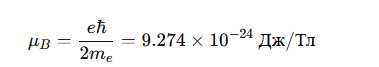 μ_B = eℏ / 2m_e = 9.274 × 10⁻²⁴ Дж/Тл